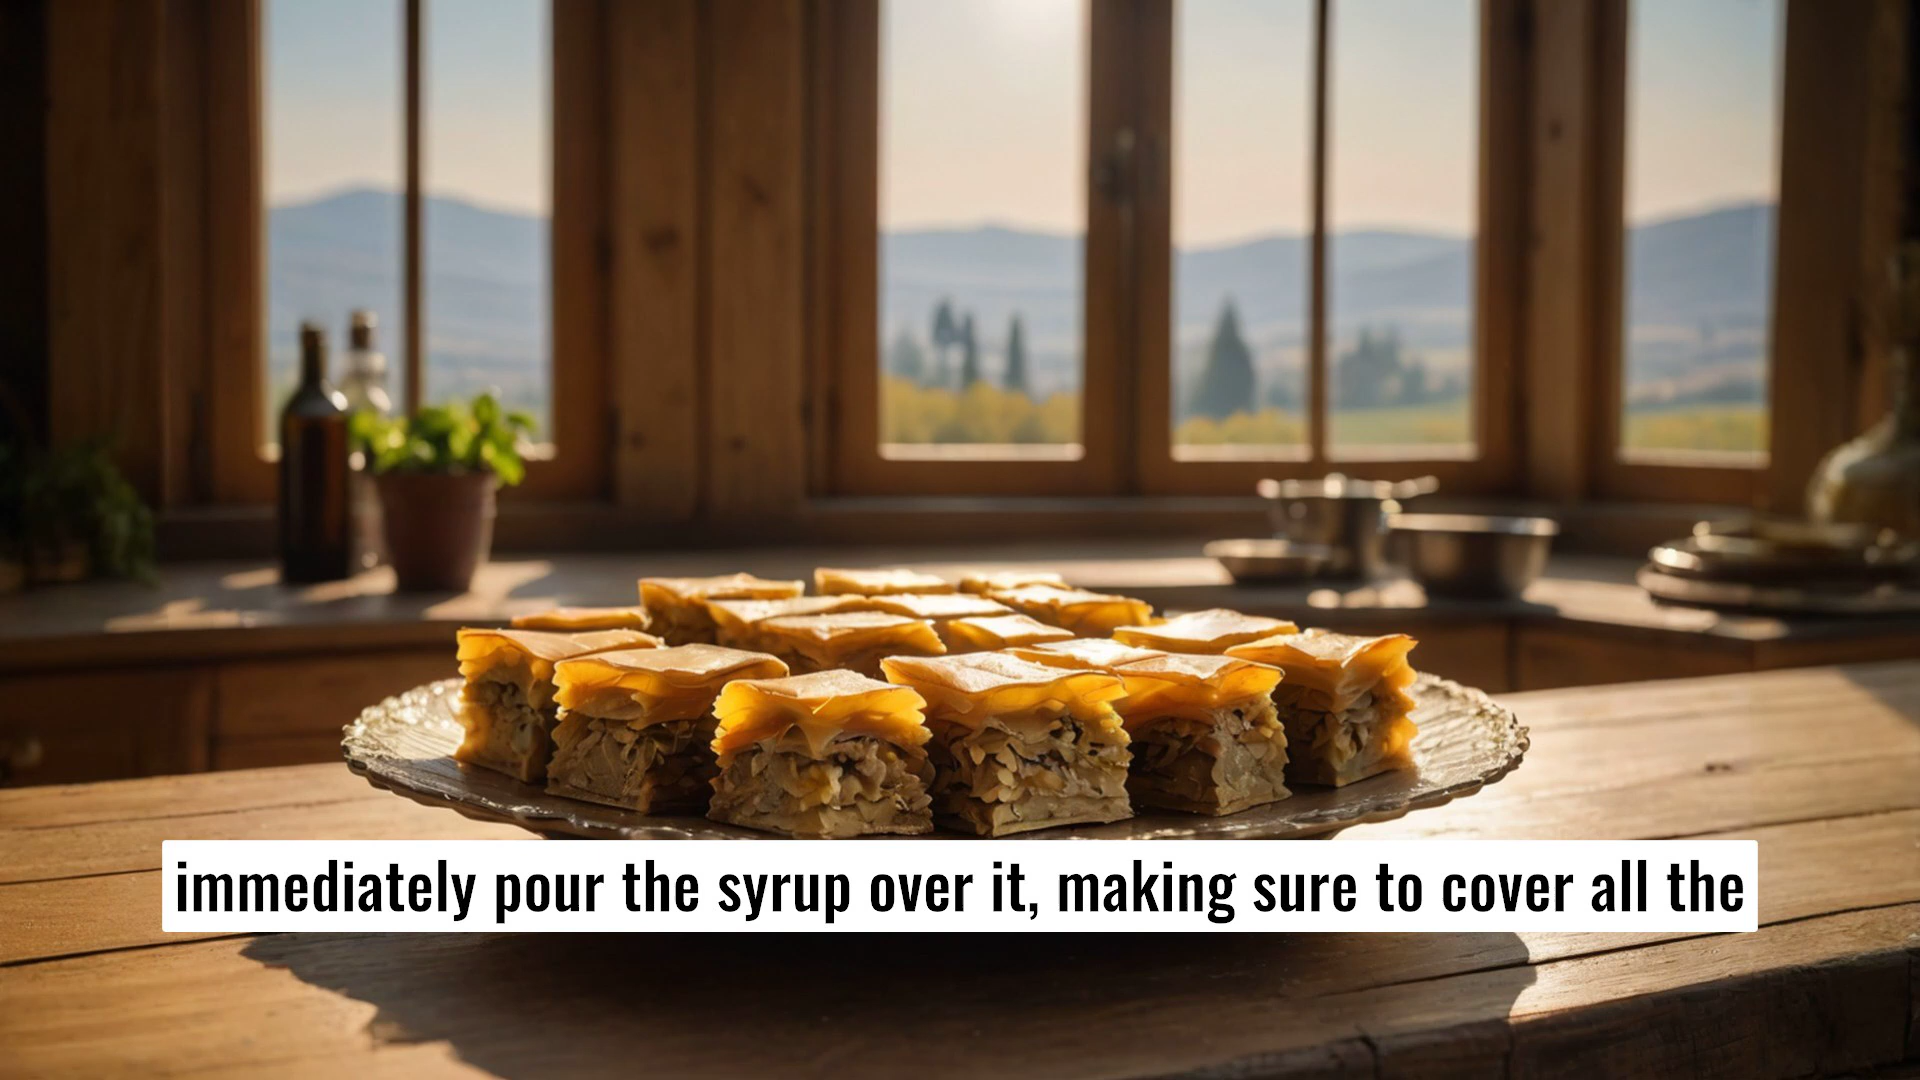 immediately pour the syrup over it, making sure to cover all the